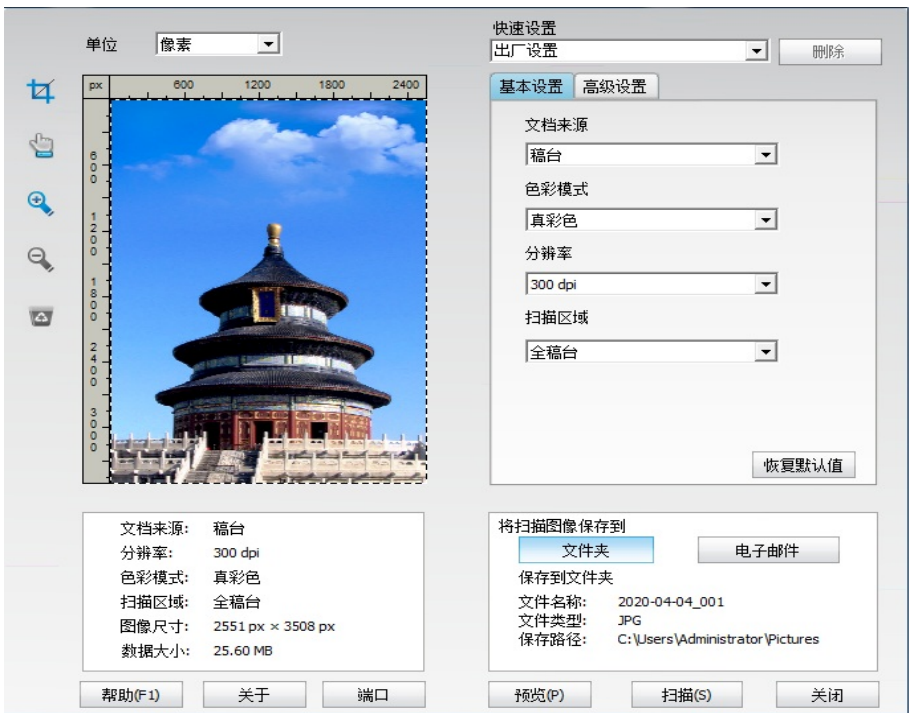 单位 像素
快速设置
出厂设置 删除
px 600 1200 1800 2400
600
1200
1800
2400
3000
基本设置 高级设置
文档来源
稿台
色彩模式
真彩色
分辨率
300 dpi
扫描区域
全稿台
恢复默认值
文档来源: 稿台
分辨率: 300 dpi
色彩模式: 真彩色
扫描区域: 全稿台
图像尺寸: 2551 px × 3508 px
数据大小: 25.60 MB
将扫描图像保存到
文件夹 电子邮件
保存到文件夹
文件名称: 2020-04-04_001
文件类型: JPG
保存路径: C:\Users\Administrator\Pictures
帮助(F1) 关于 端口 预览(P) 扫描(S) 关闭